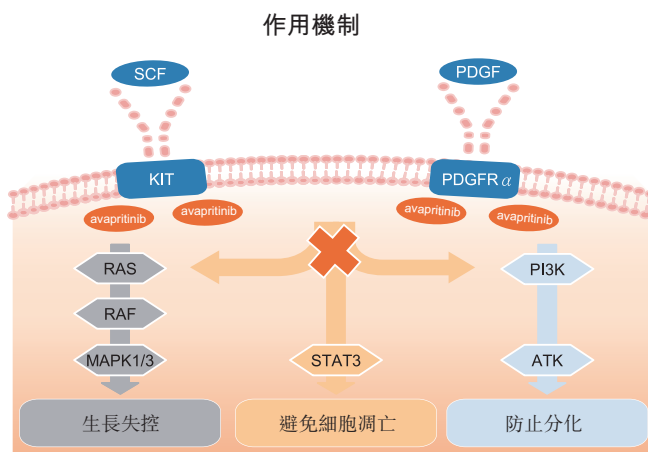 作用機制
SCF
PDGF
KIT
PDGFR α
avapritinib
avapritinib
avapritinib
avapritinib
RAS
PI3K
RAF
MAPK1/3
STAT3
ATK
生長失控
避免細胞凋亡
防止分化